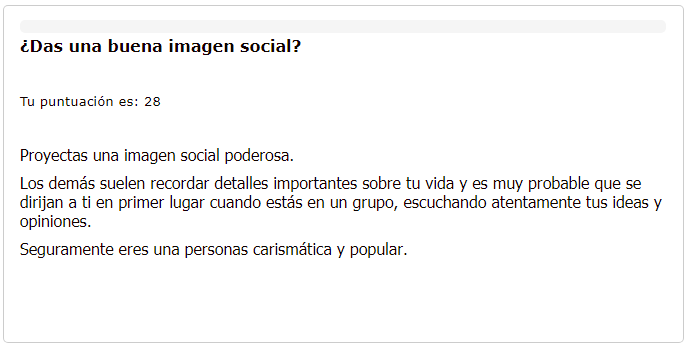 ¿Das una buena imagen social?
Tu puntuación es: 28
Proyectas una imagen social poderosa.
Los demás suelen recordar detalles importantes sobre tu vida y es muy probable que se
dirijan a ti en primer lugar cuando estás en un grupo, escuchando atentamente tus ideas y
opiniones.
Seguramente eres una personas carismática y popular.